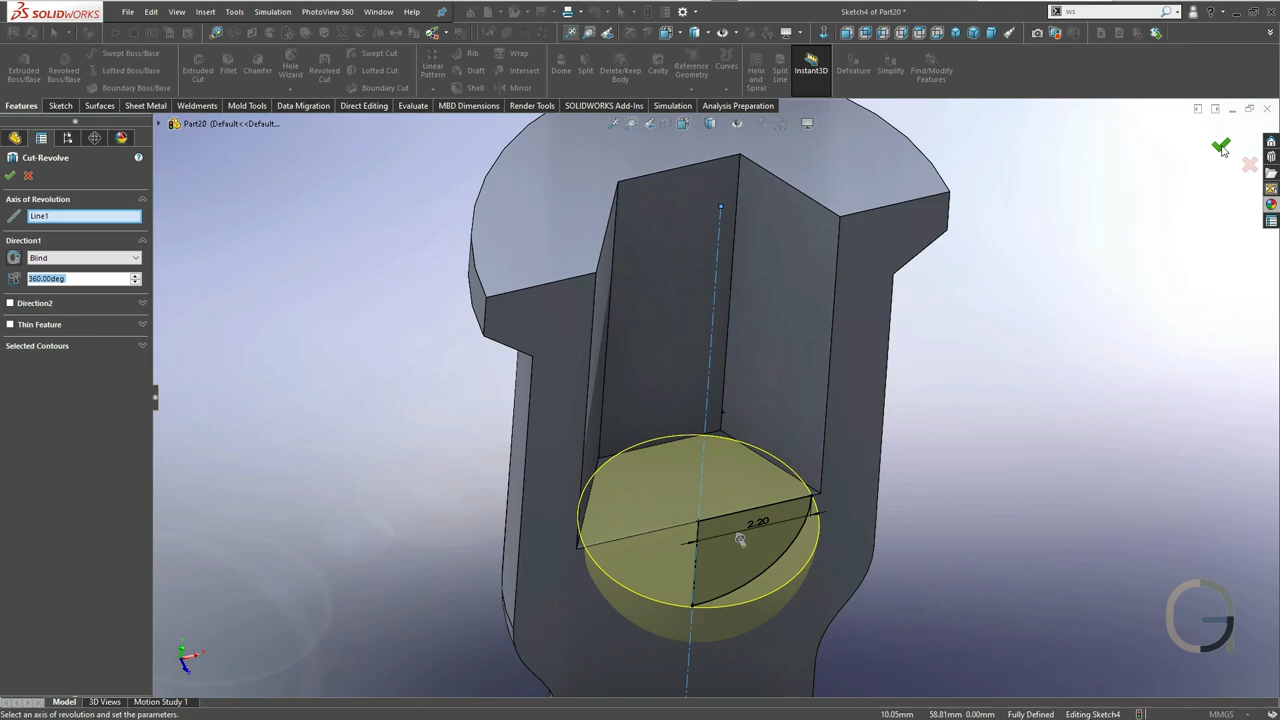 SOLIDWORKS File Edit View Insert Tools Simulation PhotoView 360 Window Help Sketch4 of Part20 * ws
Extruded Boss/Base Revolved Boss/Base Swept Boss/Base Lofted Boss/Base Boundary Boss/Base Extruded Cut Fillet Chamfer Hole Wizard Revolved Cut Swept Cut Lofted Cut Boundary Cut Linear Pattern Rib Draft Shell Wrap Intersect Mirror Dome Split Delete/Keep Body Cavity Reference Geometry Curves Helix and Spiral Split Line Instant3D Defeature Simplify Find/Modify Features
Features Sketch Surfaces Sheet Metal Weldments Mold Tools Data Migration Direct Editing Evaluate MBD Dimensions Render Tools SOLIDWORKS Add-Ins Simulation Analysis Preparation
Part20 (Default<<Default...
Cut-Revolve
Axis of Revolution
Line1
Direction1
Blind
360.00deg
Direction2
Thin Feature
Selected Contours
2.20
Model 3D Views Motion Study 1
Select an axis of revolution and set the parameters. 10.05mm 58.81mm 0.00mm Fully Defined Editing Sketch4 MMGS